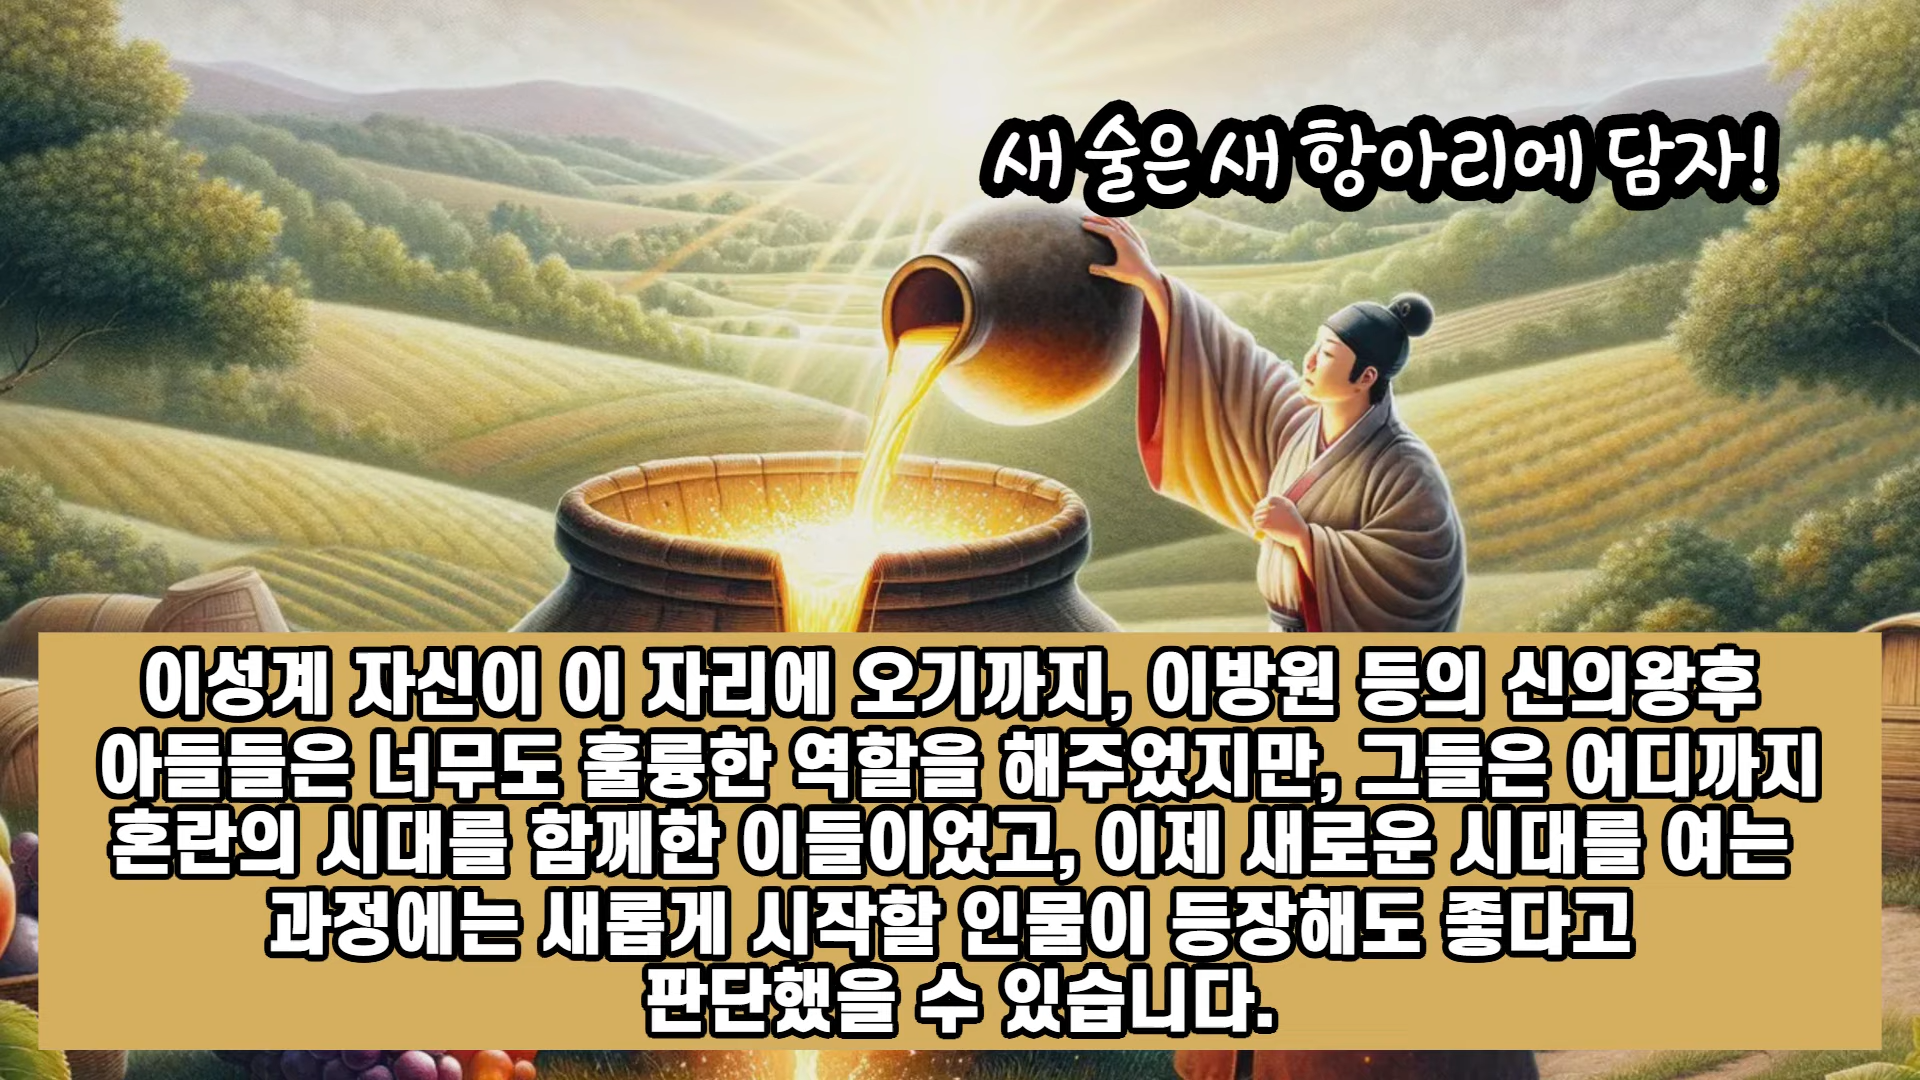 새 술은 새 항아리에 담자!
이성계 자신이 이 자리에 오기까지, 이방원 등의 신의왕후
아들들은 너무도 훌륭한 역할을 해주었지만, 그들은 어디까지
혼란의 시대를 함께한 이들이었고, 이제 새로운 시대를 여는
과정에는 새롭게 시작할 인물이 등장해도 좋다고
판단했을 수 있습니다.